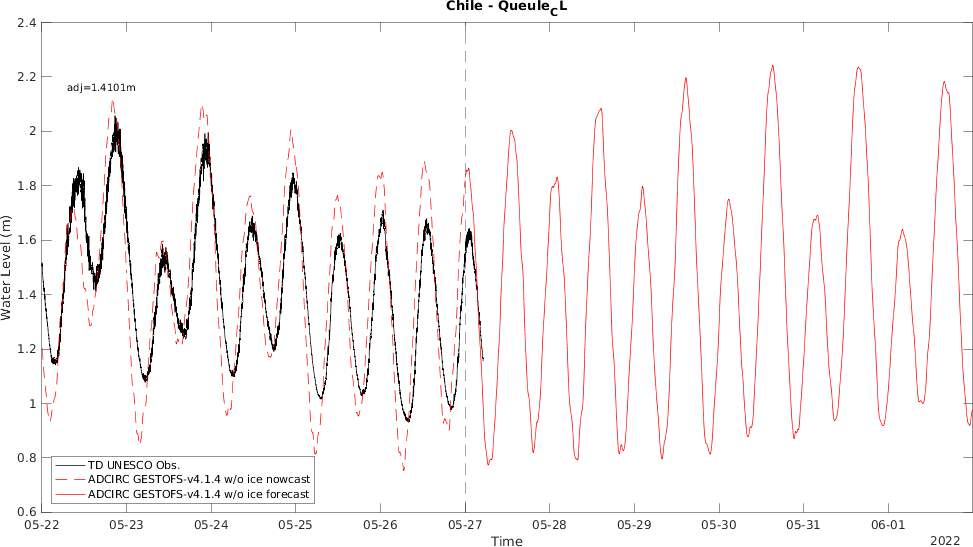 Chile - Queule_CL
2.4
2.2
adj=1.4101m
2
1.8
1.6
Water Level (m)
1.4
1.2
1
0.8
TD UNESCO Obs.
ADCIRC GESTOFS-v4.1.4 w/o ice nowcast
ADCIRC GESTOFS-v4.1.4 w/o ice forecast
0.6
05-22 05-23 05-24 05-25 05-26 05-27 05-28 05-29 05-30 05-31 06-01
Time
2022